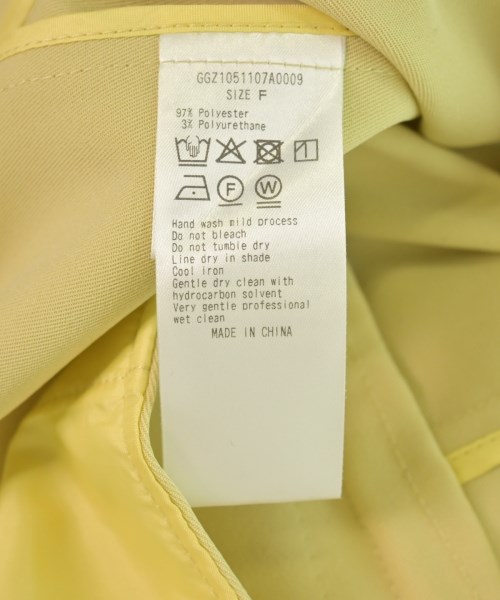 GGZ1051107A0009
SIZE F
97% Polyester
3% Polyurethane
F W
Hand wash mild process
Do not bleach
Do not tumble dry
Line dry in shade
Cool iron
Gentle dry clean with
hydrocarbon solvent
Very gentle professional
wet clean
MADE IN CHINA